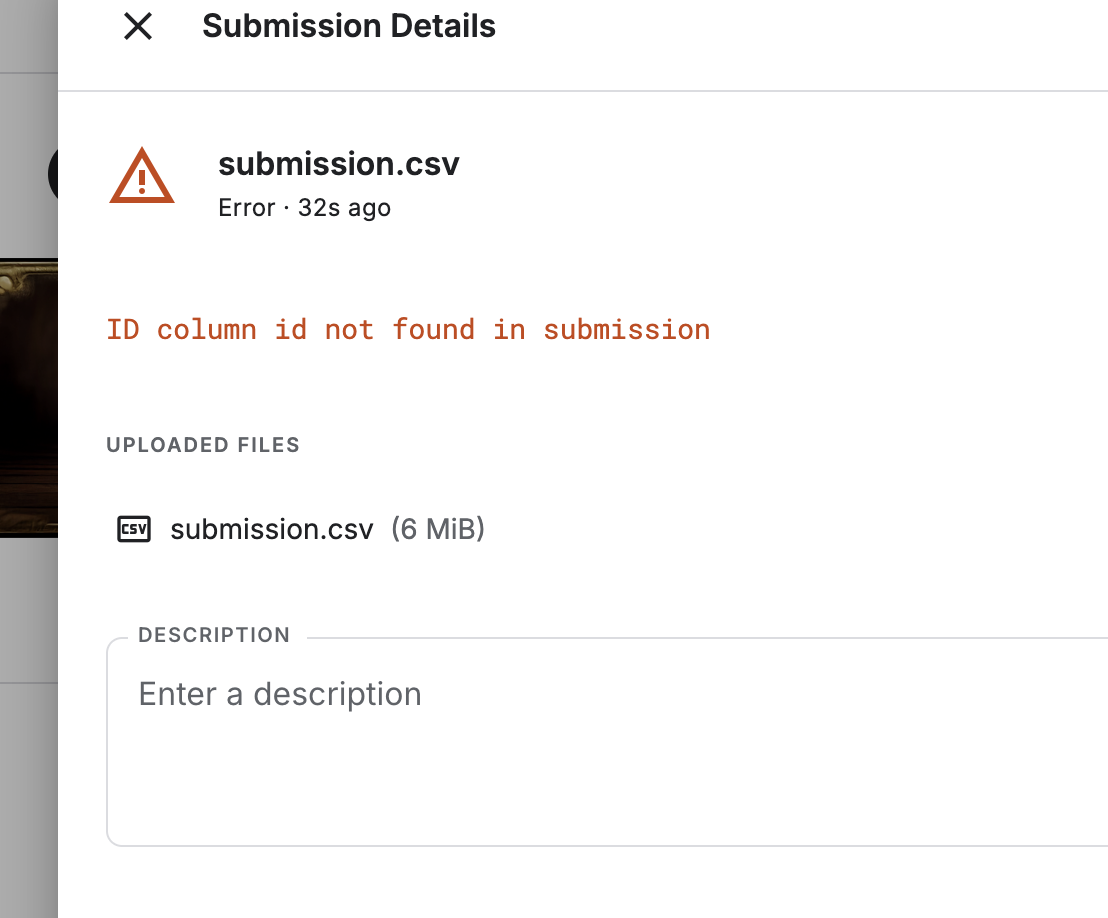 Submission Details
submission.csv
Error · 32s ago
ID column id not found in submission
UPLOADED FILES
CSV submission.csv (6 MiB)
DESCRIPTION
Enter a description